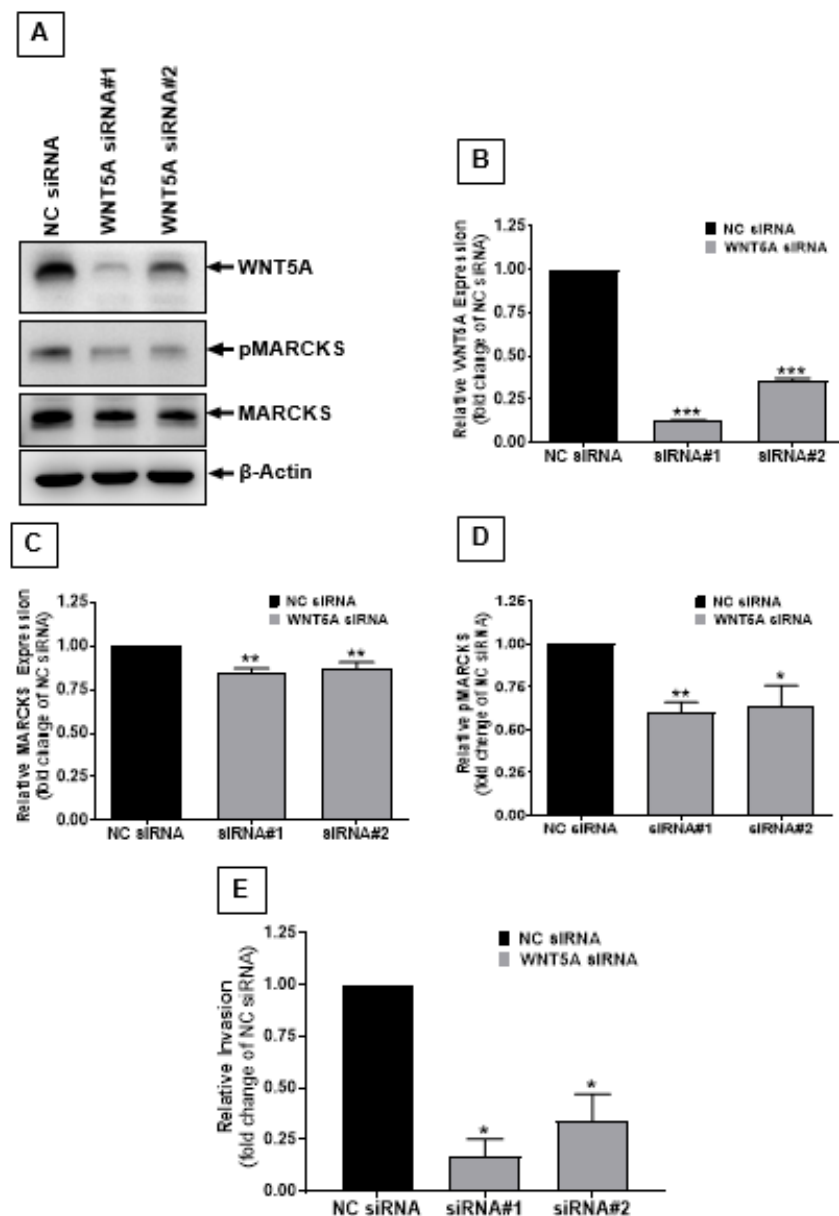 A
NC siRNA
WNT5A siRNA#1
WNT5A siRNA#2
WNT5A
pMARCKS
MARCKS
β-Actin
B
NC siRNA
WNT5A siRNA
Relative WNT5A Expression
(fold change of NC siRNA)
1.25
1.00
0.75
0.50
0.25
0.00
***
***
NC siRNA siRNA#1 siRNA#2
C
NC siRNA
WNT5A siRNA
Relative MARCKS Expression
(fold change of NC siRNA)
1.25
1.00
0.75
0.50
0.25
0.00
**
**
NC siRNA siRNA#1 siRNA#2
D
NC siRNA
WNT5A siRNA
Relative pMARCKS
(fold change of NC siRNA)
1.25
1.00
0.75
0.50
0.25
0.00
**
*
NC siRNA siRNA#1 siRNA#2
E
NC siRNA
WNT5A siRNA
Relative Invasion
(fold change of NC siRNA)
1.25
1.00
0.75
0.50
0.25
0.00
*
*
NC siRNA siRNA#1 siRNA#2